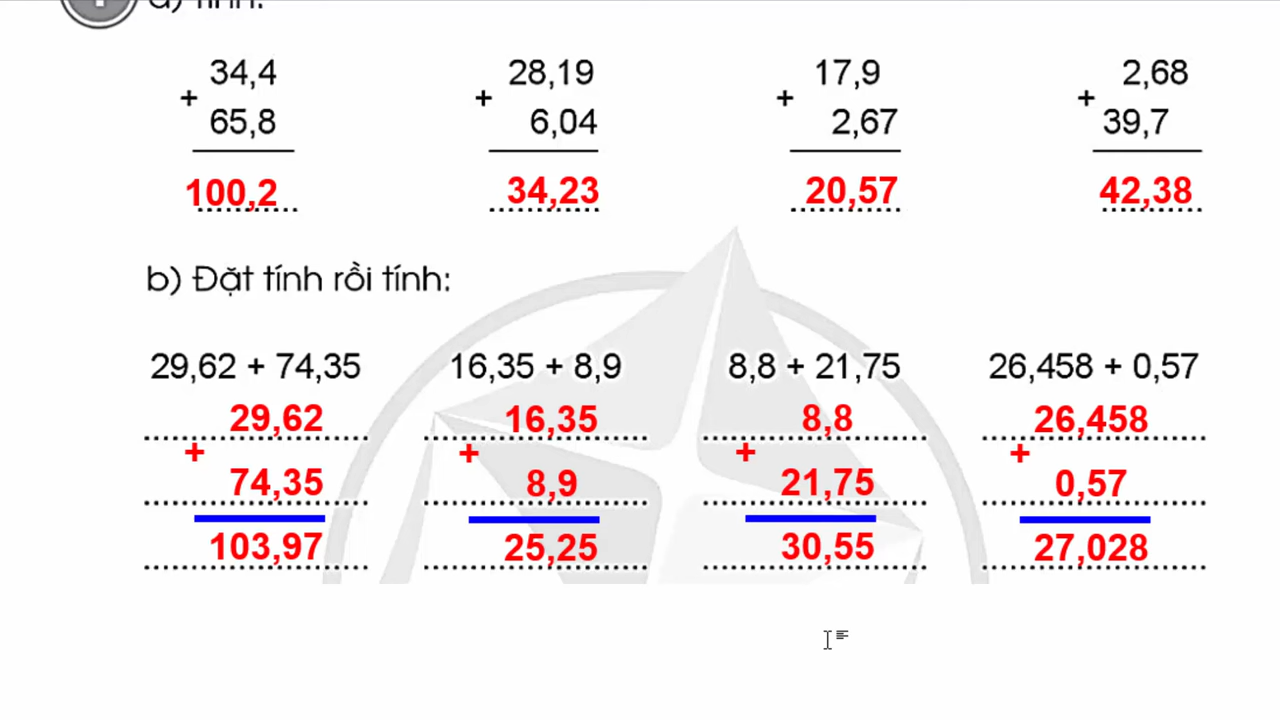 a) Tính:
34,4 28,19 17,9 2,68
+ + + +
65,8 6,04 2,67 39,7
100,2 34,23 20,57 42,38
b) Đặt tính rồi tính:
29,62 + 74,35 16,35 + 8,9 8,8 + 21,75 26,458 + 0,57
29,62 16,35 8,8 26,458
+ + + +
74,35 8,9 21,75 0,57
103,97 25,25 30,55 27,028